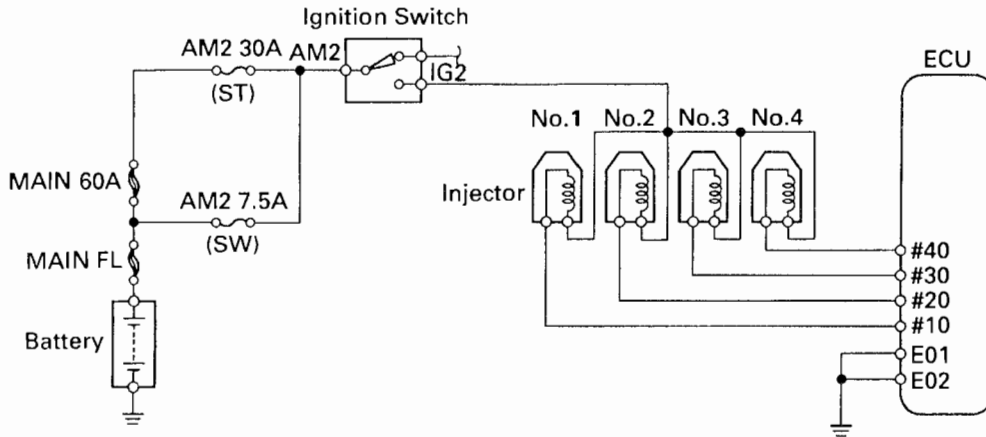 Ignition Switch
AM2 30A
AM2
(ST)
IG2
ECU
No.1
No.2
No.3
No.4
MAIN 60A
AM2 7.5A
Injector
(SW)
MAIN FL
#40
#30
#20
#10
Battery
E01
E02